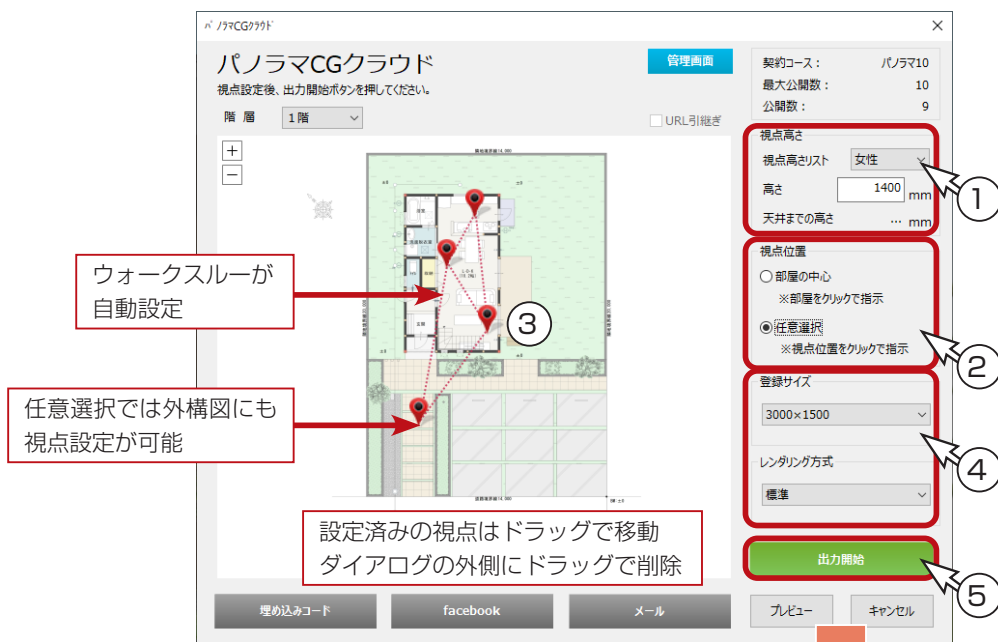 パノラマCGクラウド
パノラマCGクラウド
視点設定後、出力開始ボタンを押してください。
管理画面
階 層
1階
URL引継ぎ
契約コース： パノラマ10
最大公開数： 10
公開数： 9
視点高さ
視点高さリスト 女性
高さ 1400 mm
天井までの高さ … mm
①
視点位置
部屋の中心
※部屋をクリックで指示
任意選択
※視点位置をクリックで指示
②
ウォークスルーが
自動設定
③
任意選択では外構図にも
視点設定が可能
登録サイズ
3000×1500
レンダリング方式
標準
④
設定済みの視点はドラッグで移動
ダイアログの外側にドラッグで削除
出力開始
⑤
埋め込みコード
facebook
メール
プレビュー
キャンセル